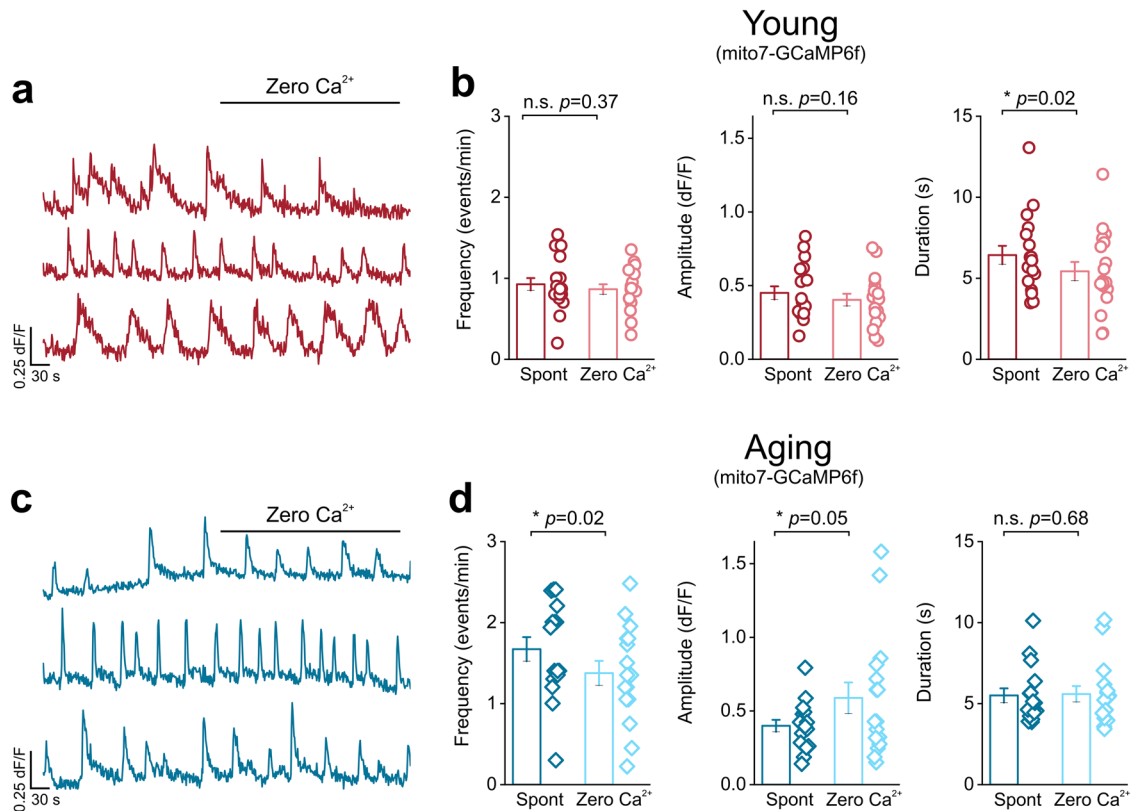 Young
(mito7-GCaMP6f)
a
Zero Ca²⁺
0.25 dF/F
30 s
b
n.s. p=0.37
Frequency (events/min)
3
2
1
0
Spont Zero Ca²⁺
n.s. p=0.16
Amplitude (dF/F)
1.5
1.0
0.5
0.0
Spont Zero Ca²⁺
* p=0.02
Duration (s)
15
10
5
0
Spont Zero Ca²⁺
Aging
(mito7-GCaMP6f)
c
Zero Ca²⁺
0.25 dF/F
30 s
d
* p=0.02
Frequency (events/min)
3
2
1
0
Spont Zero Ca²⁺
* p=0.05
Amplitude (dF/F)
1.5
1.0
0.5
0.0
Spont Zero Ca²⁺
n.s. p=0.68
Duration (s)
15
10
5
0
Spont Zero Ca²⁺